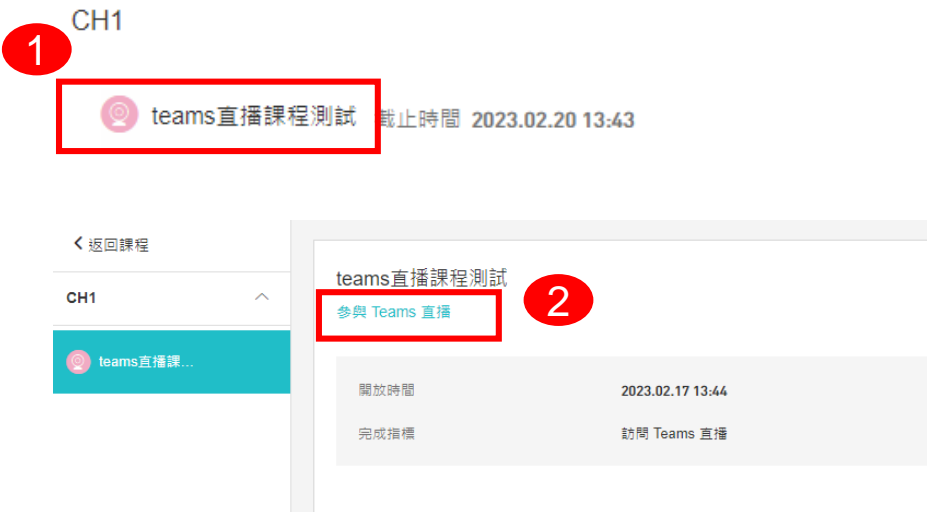 CH1
1
teams直播課程測試 截止時間 2023.02.20 13:43
返回課程
CH1
teams直播課...
teams直播課程測試
參與 Teams 直播
2
開放時間 2023.02.17 13:44
完成指標 訪問 Teams 直播